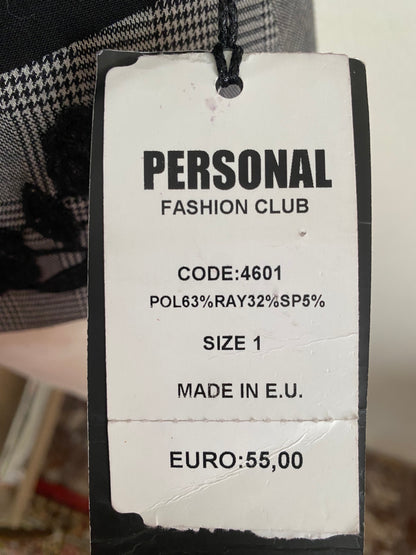 PERSONAL
FASHION CLUB
CODE:4601
POL63%RAY32%SP5%
SIZE 1
MADE IN E.U.
EURO:55,00